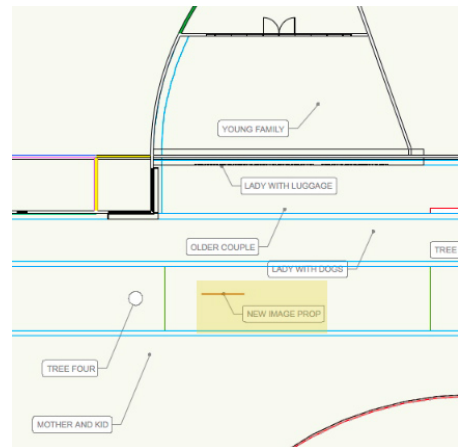 YOUNG FAMILY
LADY WITH LUGGAGE
OLDER COUPLE
TREE
LADY WITH DOGS
NEW IMAGE PROP
TREE FOUR
MOTHER AND KID